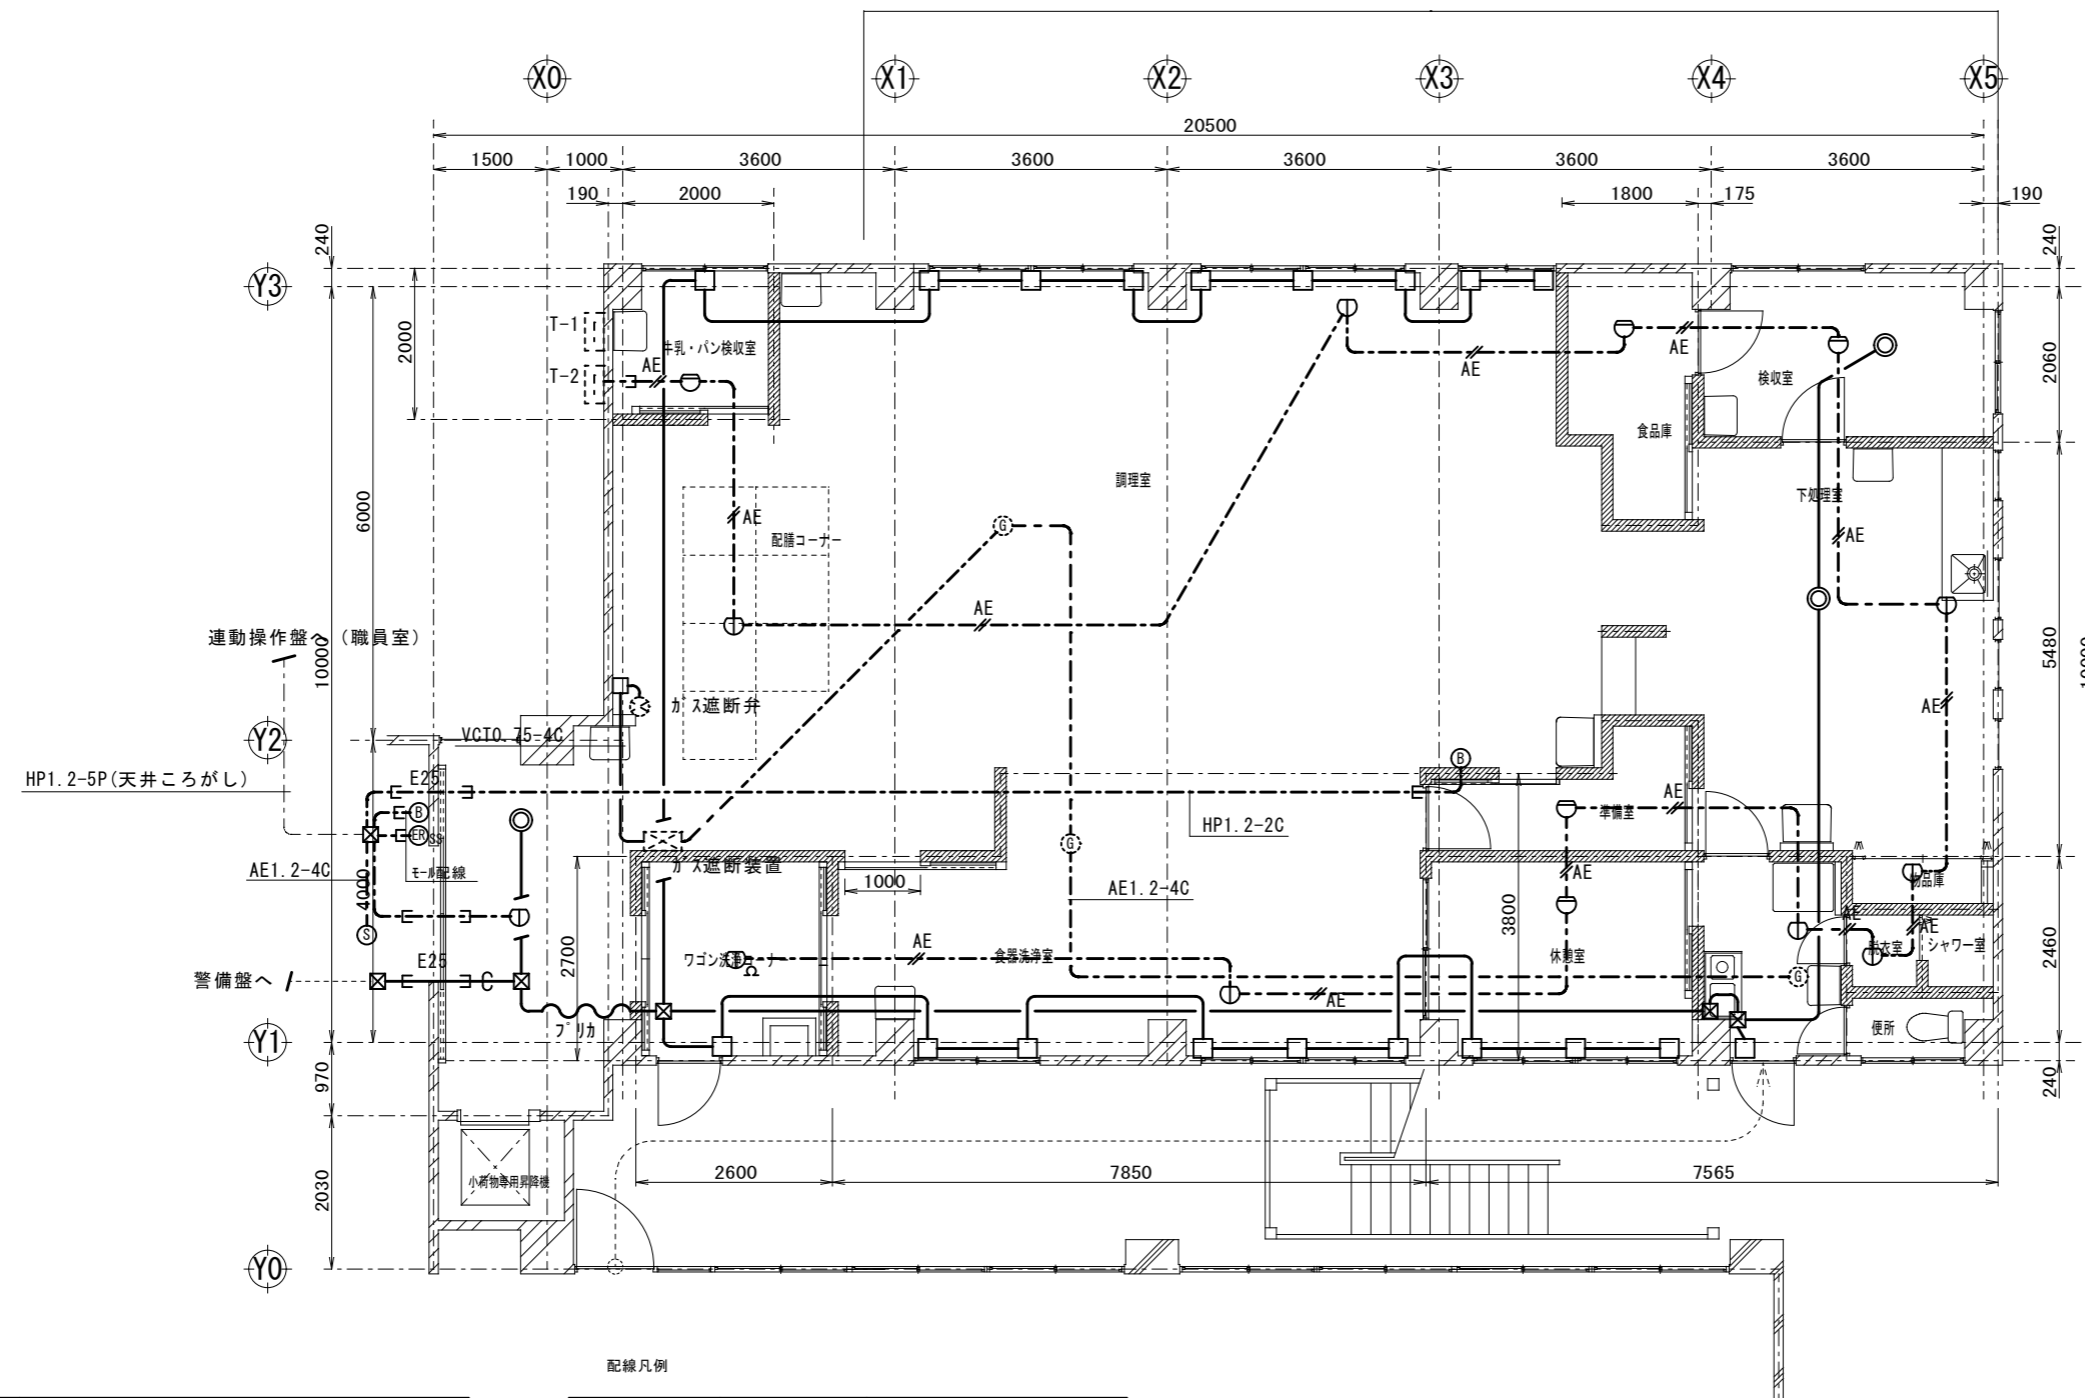 X0
X1
X2
X3
X4
X5
20500
1500
1000
3600
3600
3600
3600
3600
190
2000
1800
175
190
240
240
Y3
2000
T-1
牛乳・パン検収室
AE
T-2
AE
AE
検収室
2060
食品庫
6000
10000
調理室
下処理室
AE
配膳コーナー
AE
G
AE
5480
連動操作盤へ (職員室)
ガス遮断弁
AE
Y2
VCT0.75-4C
HP1.2-5P(天井ころがし)
E25
B
B
ER
SS
HP1.2-2C
AE
準備室
G
AE1.2-4C
モール配線
4000
ガス遮断装置
1000
AE1.2-4C
AE
物品庫
S
2700
3800
AE
AE
脱衣室
シャワー室
2460
ワゴン洗浄コーナー
Ω
AE
食器洗浄室
休憩室
G
警備盤へ
E25
C
AE
プリカ
便所
Y1
970
240
2030
小荷物専用昇降機
2600
7850
7565
Y0
配線凡例